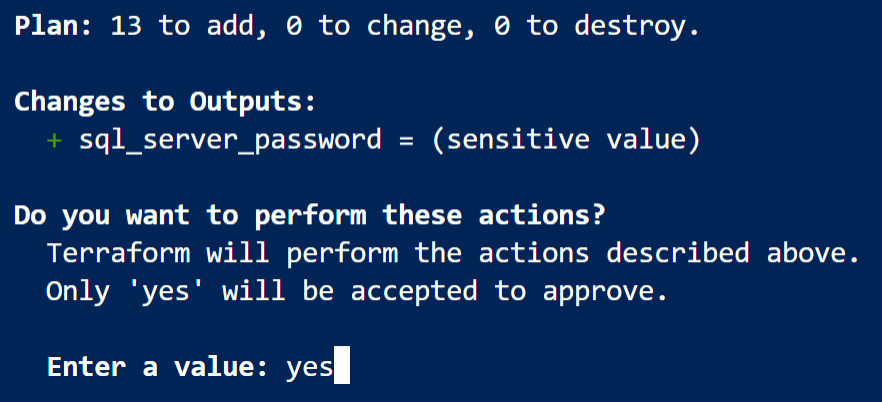 Plan: 13 to add, 0 to change, 0 to destroy.
Changes to Outputs:
+ sql_server_password = (sensitive value)
Do you want to perform these actions?
Terraform will perform the actions described above.
Only 'yes' will be accepted to approve.
Enter a value: yes